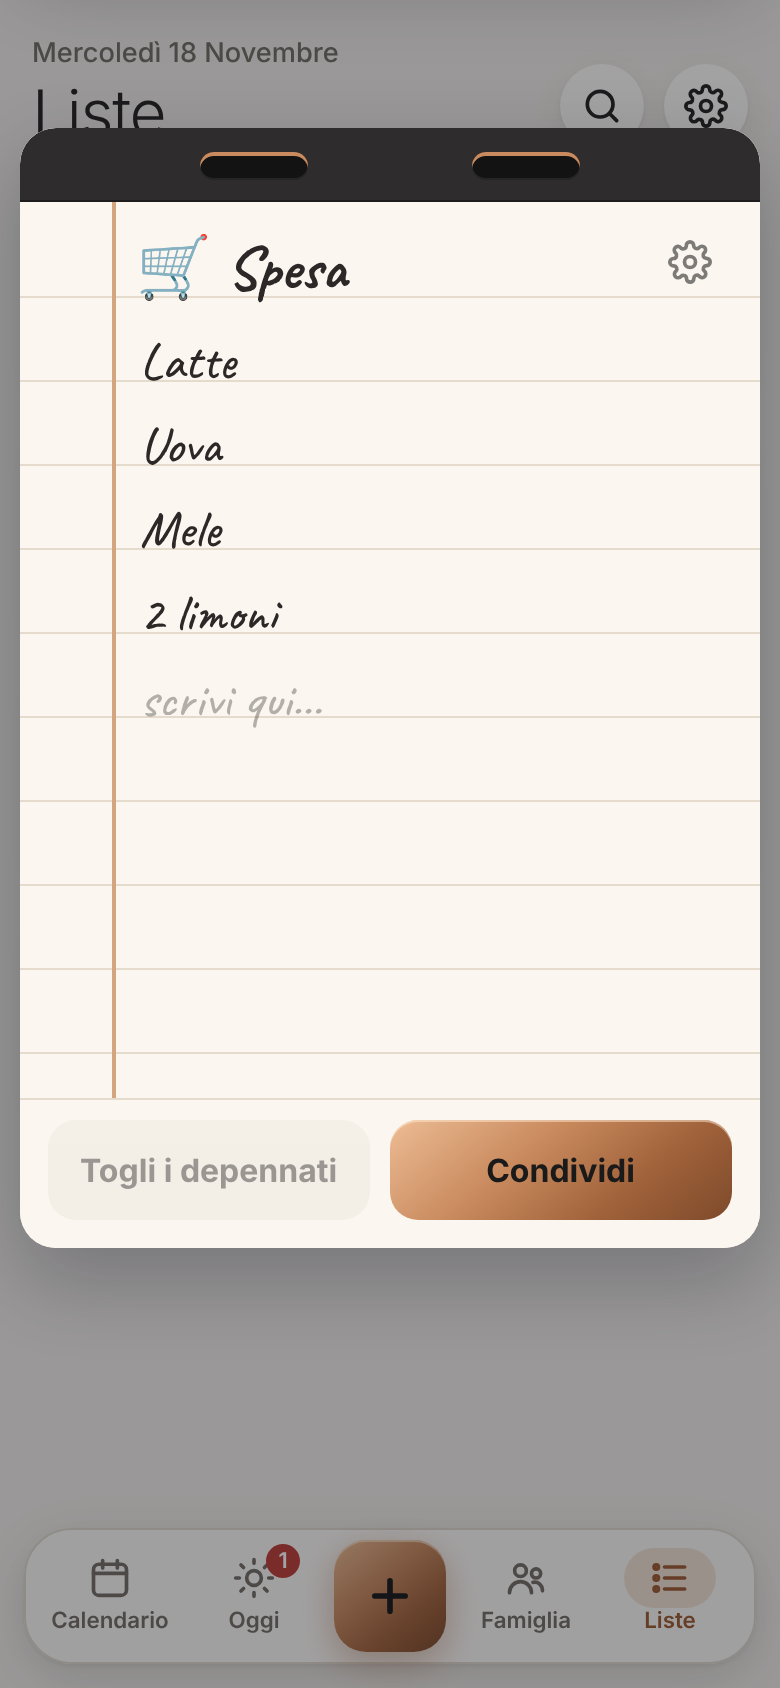 Mercoledì 18 Novembre
Liste
Spesa
Latte
Uova
Mele
2 limoni
scrivi qui...
Togli i depennati
Condividi
1
Calendario
Oggi
Famiglia
Liste